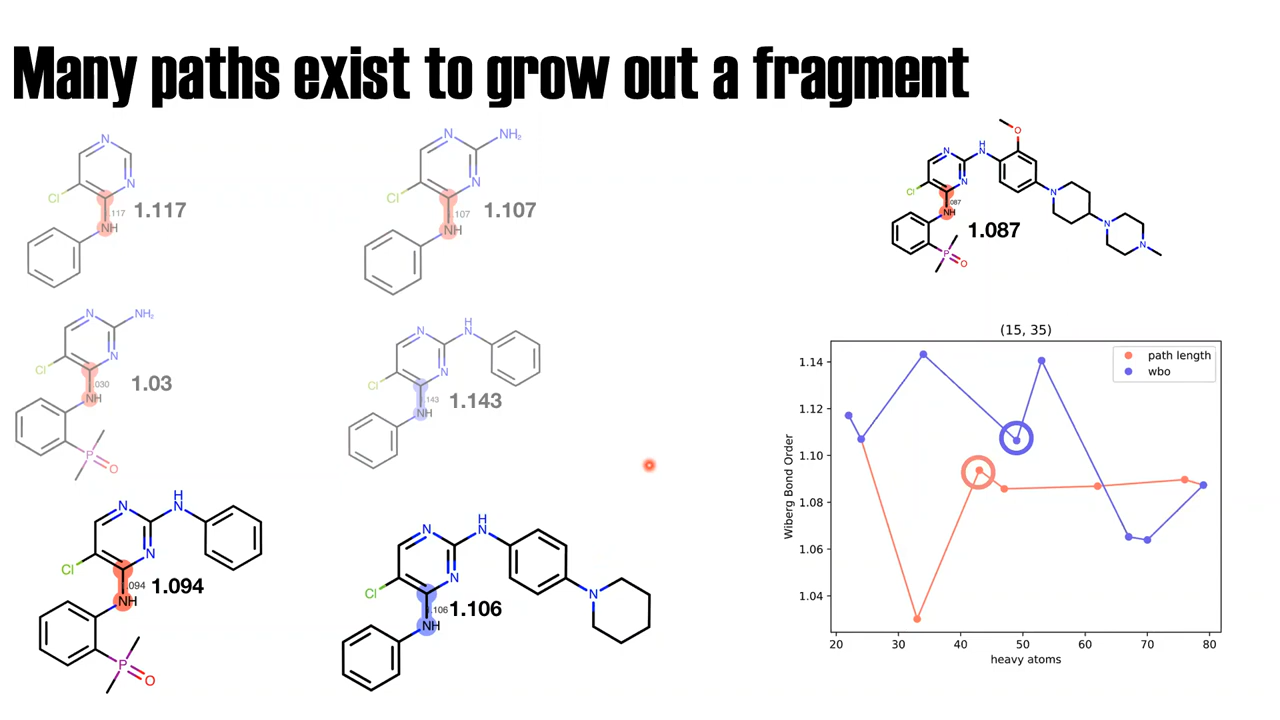 Many paths exist to grow out a fragment
N
N
Cl
.117
1.117
NH
N
NH₂
N
Cl
.107
1.107
NH
N
NH₂
N
Cl
.030
1.03
NH
P
O
H
N
N
N
Cl
.143
1.143
NH
H
N
N
N
Cl
.094
1.094
NH
P
O
H
N
N
N
Cl
.106
1.106
NH
N
O
H
N
N
N
Cl
.087
1.087
NH
N
N
N
P
O
(15, 35)
path length
wbo
1.14
1.12
1.10
1.08
1.06
1.04
Wiberg Bond Order
20 30 40 50 60 70 80
heavy atoms